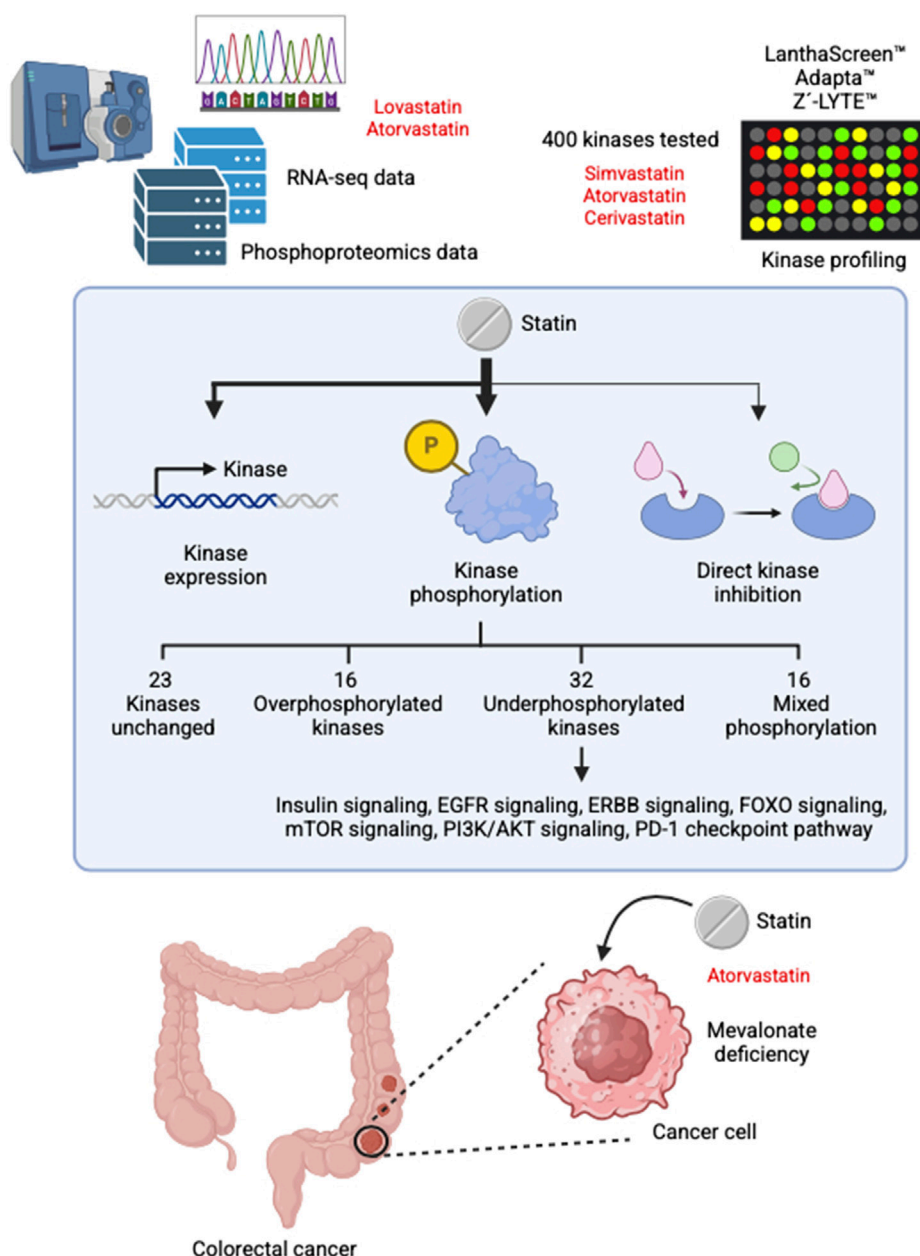 G A C T A G T C T G
Lovastatin
Atorvastatin
RNA-seq data
Phosphoproteomics data
LanthaScreen™
Adapta™
Z´-LYTE™
400 kinases tested
Simvastatin
Atorvastatin
Cerivastatin
Kinase profiling
Statin
P
Kinase
Kinase
expression
Kinase
phosphorylation
Direct kinase
inhibition
23
Kinases
unchanged
16
Overphosphorylated
kinases
32
Underphosphorylated
kinases
16
Mixed
phosphorylation
Insulin signaling, EGFR signaling, ERBB signaling, FOXO signaling,
mTOR signaling, PI3K/AKT signaling, PD-1 checkpoint pathway
Statin
Atorvastatin
Mevalonate
deficiency
Cancer cell
Colorectal cancer